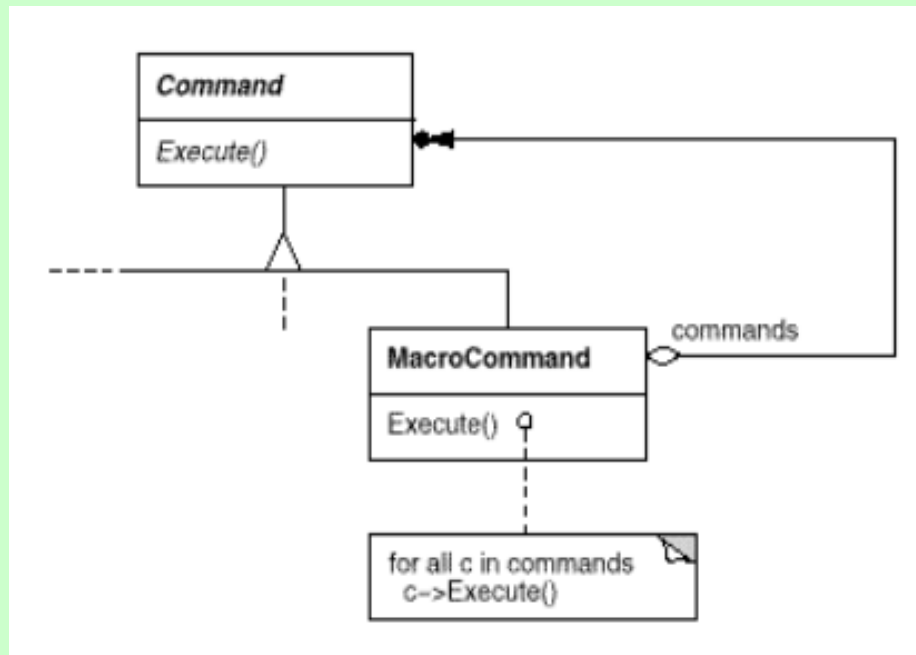 Command
Execute()
commands
MacroCommand
Execute()
for all c in commands
c->Execute()